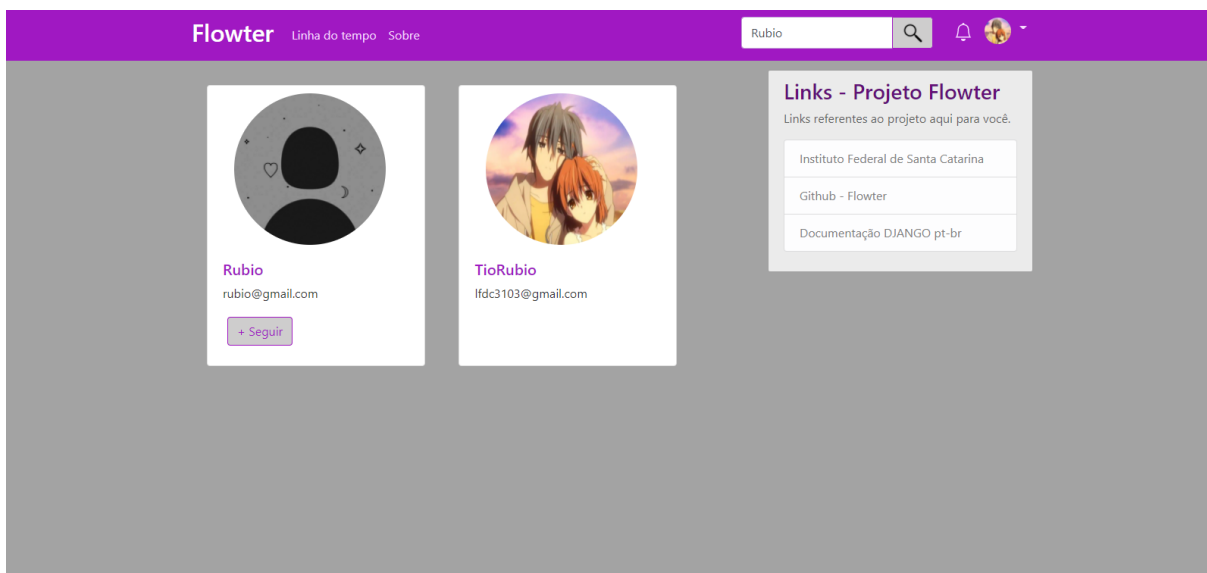 Flowter Linha do tempo Sobre Rubio
Rubio
rubio@gmail.com
+ Seguir
TioRubio
lfdc3103@gmail.com
Links - Projeto Flowter
Links referentes ao projeto aqui para você.
Instituto Federal de Santa Catarina
Github - Flowter
Documentação DJANGO pt-br